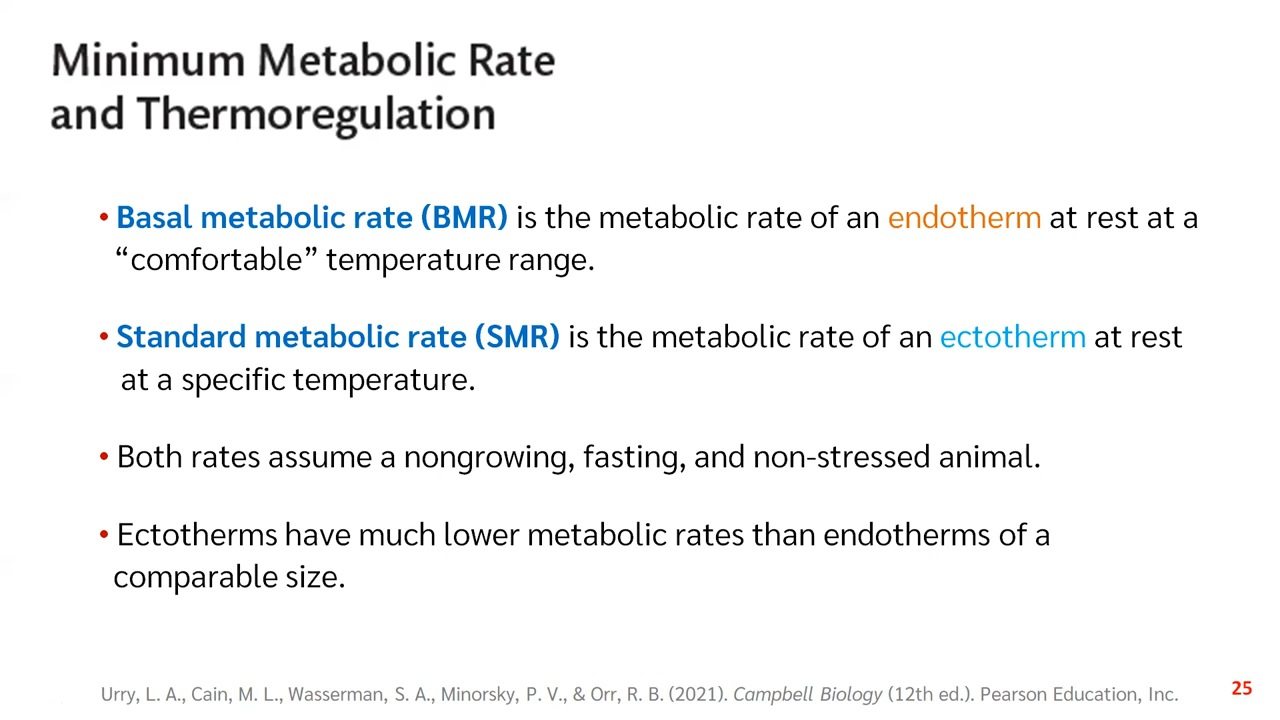 Minimum Metabolic Rate
and Thermoregulation
• Basal metabolic rate (BMR) is the metabolic rate of an endotherm at rest at a
“comfortable” temperature range.
• Standard metabolic rate (SMR) is the metabolic rate of an ectotherm at rest
at a specific temperature.
• Both rates assume a nongrowing, fasting, and non-stressed animal.
• Ectotherms have much lower metabolic rates than endotherms of a
comparable size.
Urry, L. A., Cain, M. L., Wasserman, S. A., Minorsky, P. V., & Orr, R. B. (2021). Campbell Biology (12th ed.). Pearson Education, Inc.
25